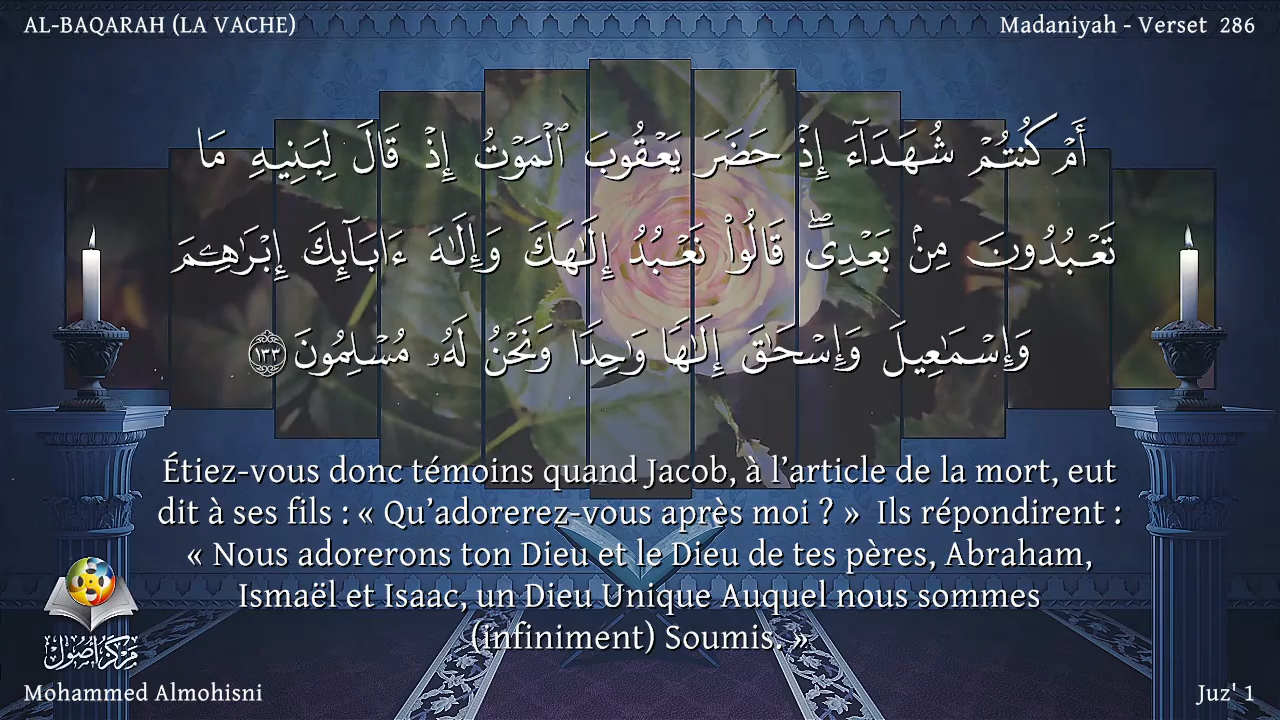 AL-BAQARAH (LA VACHE)
Madaniyah - Verset 286
أَمْ كُنتُمْ شُهَدَآءَ إِذْ حَضَرَ يَعْقُوبَ ٱلْمَوْتُ إِذْ قَالَ لِبَنِيهِ مَا
تَعْبُدُونَ مِنۢ بَعْدِىۖ قَالُوا۟ نَعْبُدُ إِلَٰهَكَ وَإِلَٰهَ ءَابَآئِكَ إِبْرَٰهِـۧمَ
وَإِسْمَٰعِيلَ وَإِسْحَٰقَ إِلَٰهًا وَٰحِدًا وَنَحْنُ لَهُۥ مُسْلِمُونَ ١٣٣
Étiez-vous donc témoins quand Jacob, à l’article de la mort, eut
dit à ses fils : « Qu’adorerez-vous après moi ? » Ils répondirent :
« Nous adorerons ton Dieu et le Dieu de tes pères, Abraham,
Ismaël et Isaac, un Dieu Unique Auquel nous sommes
(infiniment) Soumis. »
مركز أصول
Mohammed Almohisni
Juz' 1